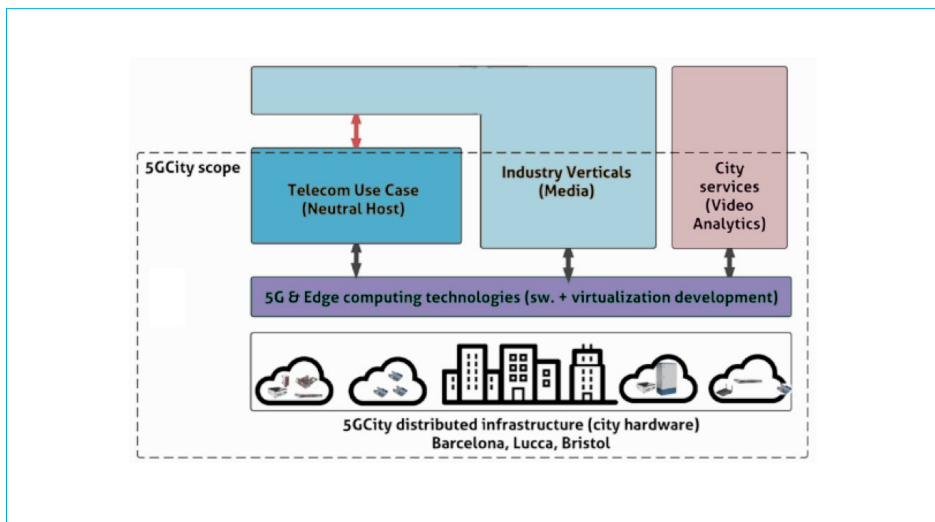 5GCity scope
Telecom Use Case
(Neutral Host)
Industry Verticals
(Media)
City
services
(Video
Analytics)
5G & Edge computing technologies (sw. + virtualization development)
5GCity distributed infrastructure (city hardware)
Barcelona, Lucca, Bristol